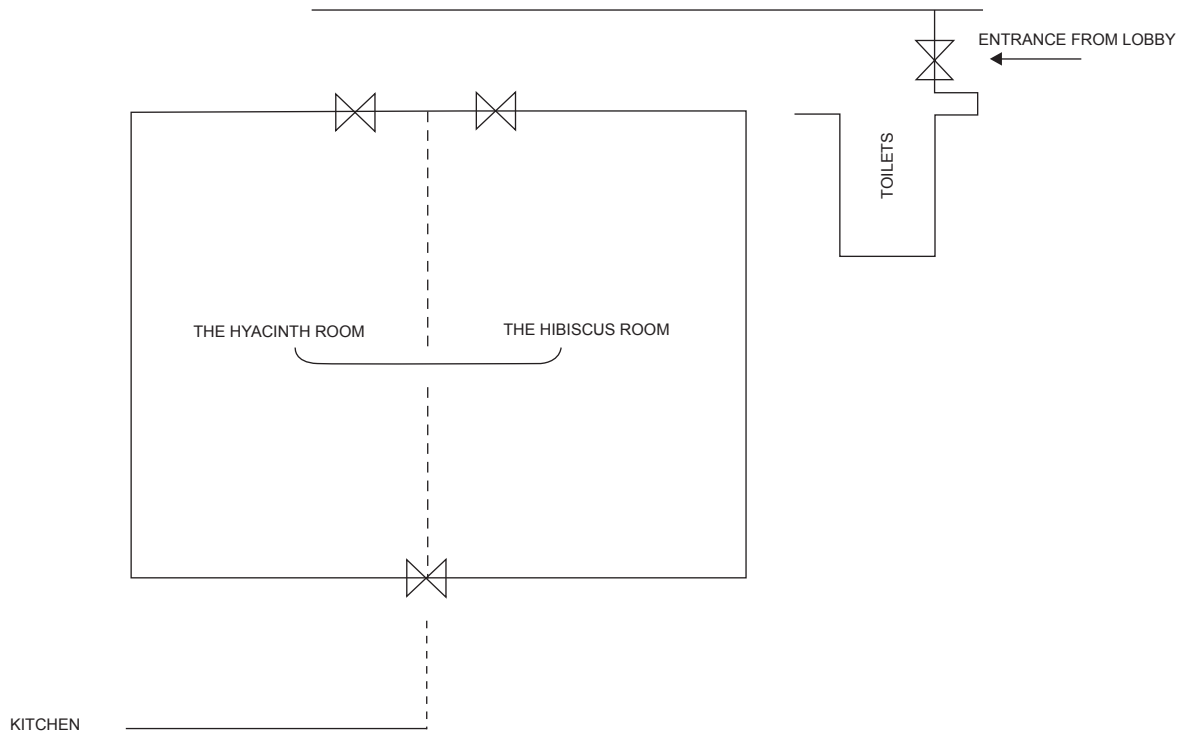 ENTRANCE FROM LOBBY
TOILETS
THE HYACINTH ROOM
THE HIBISCUS ROOM
KITCHEN